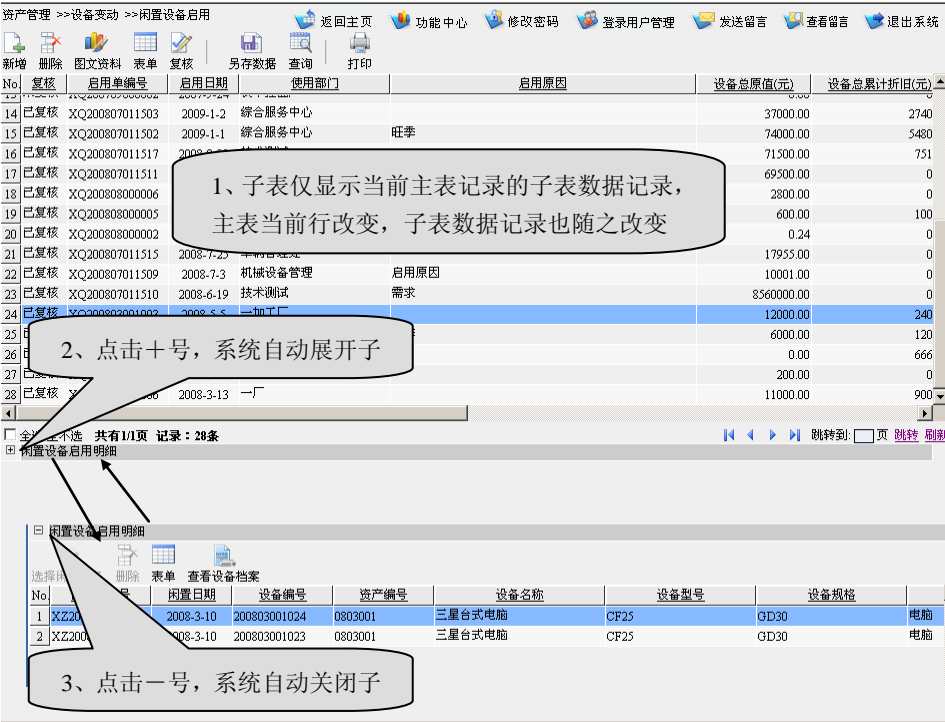 资产管理 >>设备变动 >>闲置设备启用
返回主页 功能中心 修改密码 登录用户管理 发送留言 查看留言 退出系统
新增 删除 图文资料 表单 复核 另存数据 查询 打印
No. 复核 启用单编号 启用日期 使用部门 启用原因 设备总原值(元) 设备总累计折旧(元)
14 已复核 XQ200807011503 2009-1-2 综合服务中心 37000.00 2740
15 已复核 XQ200807011502 2009-1-1 综合服务中心 旺季 74000.00 5480
16 已复核 XQ200807011517 71500.00 751
17 已复核 XQ200807011511 69500.00 0
18 已复核 XQ200808000006 2800.00 0
19 已复核 XQ200808000005 600.00 100
20 已复核 XQ200808000002 0.24 0
1、子表仅显示当前主表记录的子表数据记录，
主表当前行改变，子表数据记录也随之改变
21 已复核 XQ200807011515 2008-7-25 17955.00 0
22 已复核 XQ200807011509 2008-7-3 机械设备管理 启用原因 10001.00 0
23 已复核 XQ200807011510 2008-6-19 技术测试 需求 8560000.00 0
24 已复核 XQ200803001003 2008-5-5 一加工厂 12000.00 240
25 6000.00 120
26 0.00 666
27 200.00 0
28 已复核 2008-3-13 一厂 11000.00 900
2、点击＋号，系统自动展开子
共有1/1页 记录：28条 跳转到: 页 跳转 刷新
闲置设备启用明细
闲置设备启用明细
删除 表单 查看设备档案
No. 闲置日期 设备编号 资产编号 设备名称 设备型号 设备规格
1 XZ20 2008-3-10 200803001024 0803001 三星台式电脑 CF25 GD30 电脑
2 XZ200 008-3-10 200803001023 0803001 三星台式电脑 CF25 GD30 电脑
3、点击－号，系统自动关闭子